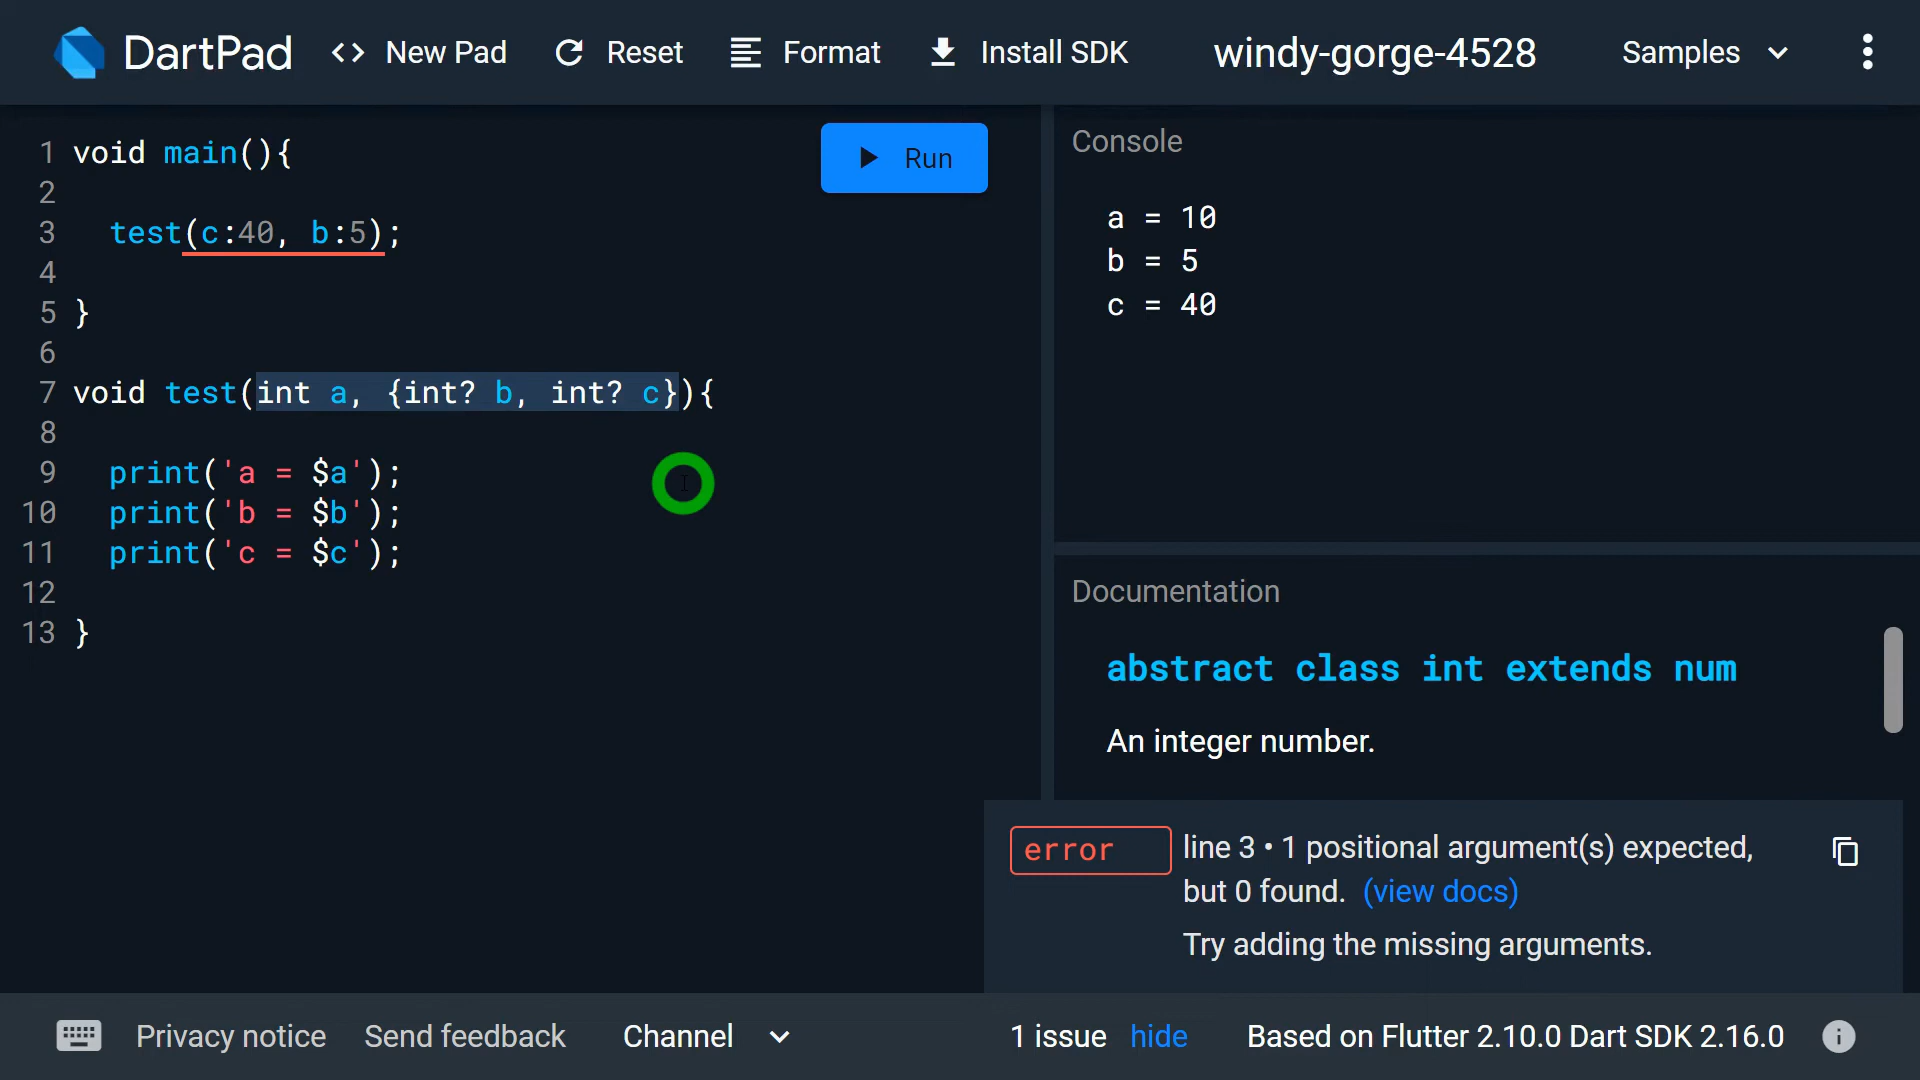 DartPad <> New Pad Reset Format Install SDK windy-gorge-4528 Samples
1 void main(){
2
3 test(c:40, b:5);
4
5 }
6
7 void test(int a, {int? b, int? c}){
8
9 print('a = $a');
10 print('b = $b');
11 print('c = $c');
12
13 }
Run
Console
a = 10
b = 5
c = 40
Documentation
abstract class int extends num
An integer number.
error line 3 • 1 positional argument(s) expected,
but 0 found. (view docs)
Try adding the missing arguments.
Privacy notice Send feedback Channel 1 issue hide Based on Flutter 2.10.0 Dart SDK 2.16.0